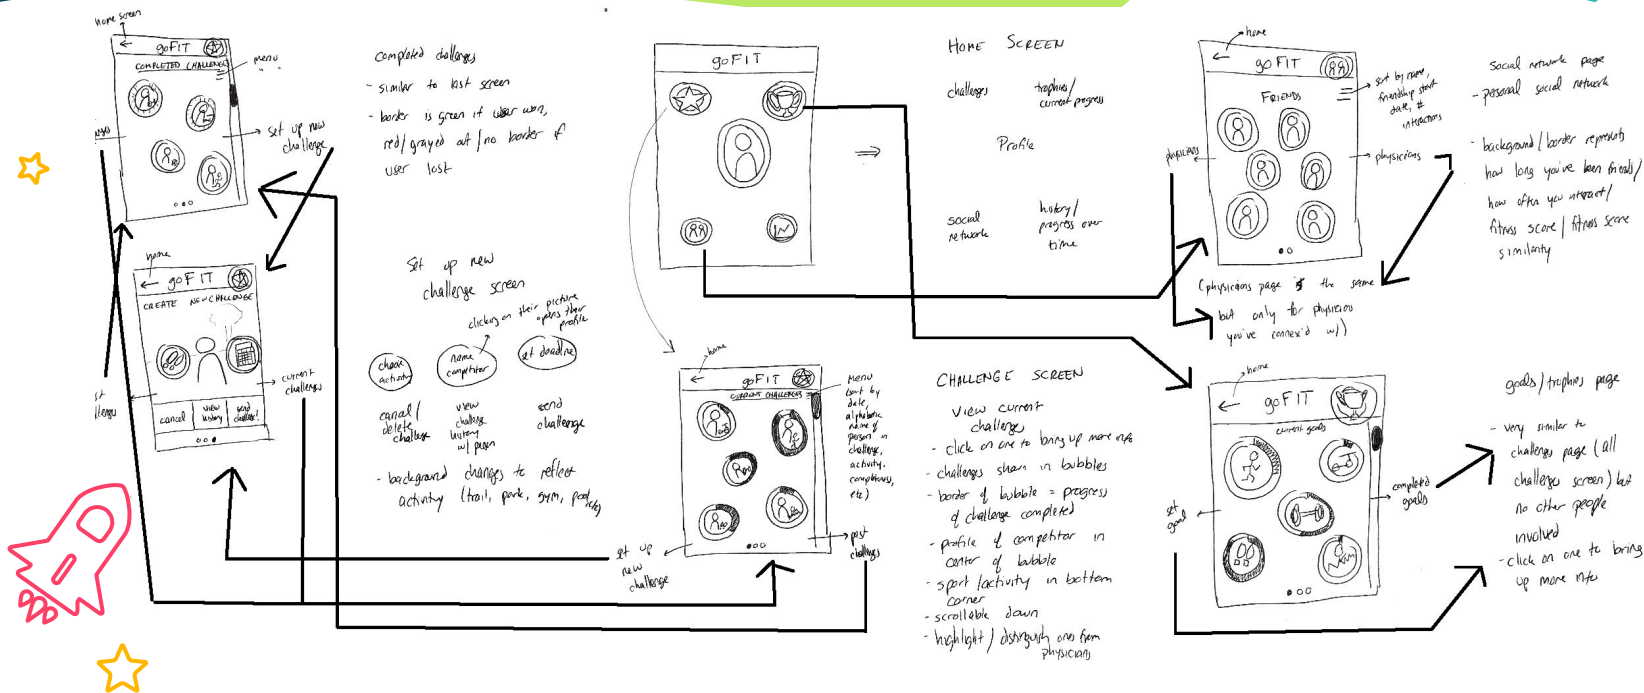 home screen
goFIT
COMPLETED CHALLENGES
menu
set up new
challenge
completed challenges
- similar to last screen
- border is green if user won,
red/grayed out/no border if
user lost
home
goFIT
CREATE NEW CHALLENGE
cancel
view
history
send
challenge!
current
challenges
Set up new
challenge screen
clicking on their picture
opens their
profile
choose
activity
name
competitor
set deadline
cancel/
delete
challenge
view
challenge
history
w/ person
send
challenge
- background changes to reflect
activity (trail, park, gym, pool, etc)
goFIT
HOME SCREEN
challenges
trophies/
current progress
Profile
social
network
history/
progress over
time
home
goFIT
CURRENT CHALLENGES
menu
(sort by
date,
alphabetic
name of
person in
challenge,
activity,
completeness,
etc)
set up
new
challenge
past
challenges
CHALLENGE SCREEN
view current
challenges
- click on one to bring up more info
- challenges shown in bubbles
- border of bubble = progress
of challenge completed
- profile of competitor in
center of bubble
- sport/activity in bottom
corner
- scrollable down
- highlight/distinguish ones from
physicians
home
goFIT
FRIENDS
sort by name,
friendship start
date, #
interactions
physicians
physicians
(physicians page is the same
but only for physicians
you've connex'd w/)
social network page
- personal social network
- background/border represents
how long you've been friends/
how often you interact/
fitness score/fitness score
similarity
home
goFIT
current goals
set
goal
completed
goals
goals/trophies page
- very similar to
challenges page (all
challenge screen) but
no other people
involved
- click on one to bring
up more info